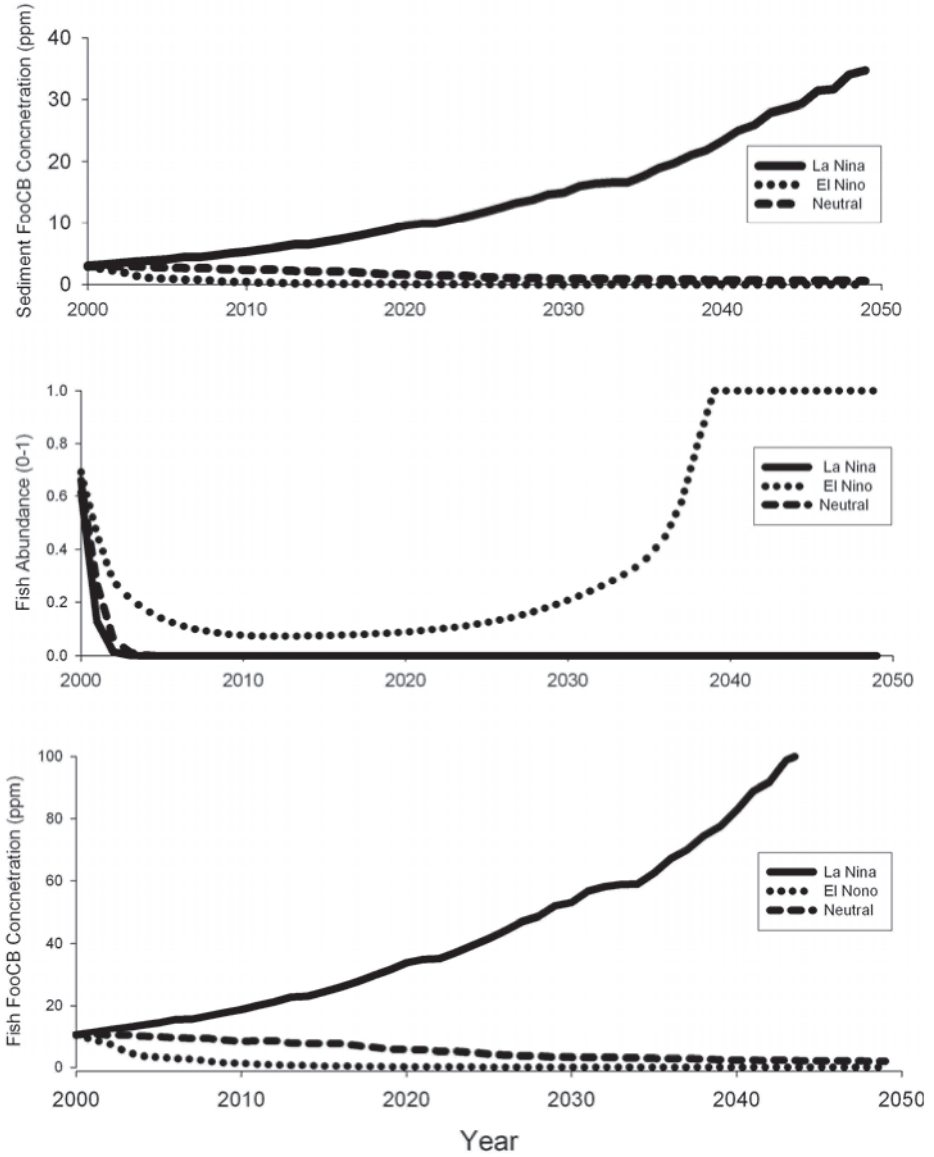 Sediment FooCB Concnetration (ppm)
40
30
20
10
0
La Nina
El Nino
Neutral
2000 2010 2020 2030 2040 2050
Fish Abundance (0-1)
1.0
0.8
0.6
0.4
0.2
0.0
La Nina
El Nino
Neutral
2000 2010 2020 2030 2040 2050
Fish FooCB Concnetration (ppm)
100
80
60
40
20
0
La Nina
El Nono
Neutral
2000 2010 2020 2030 2040 2050
Year